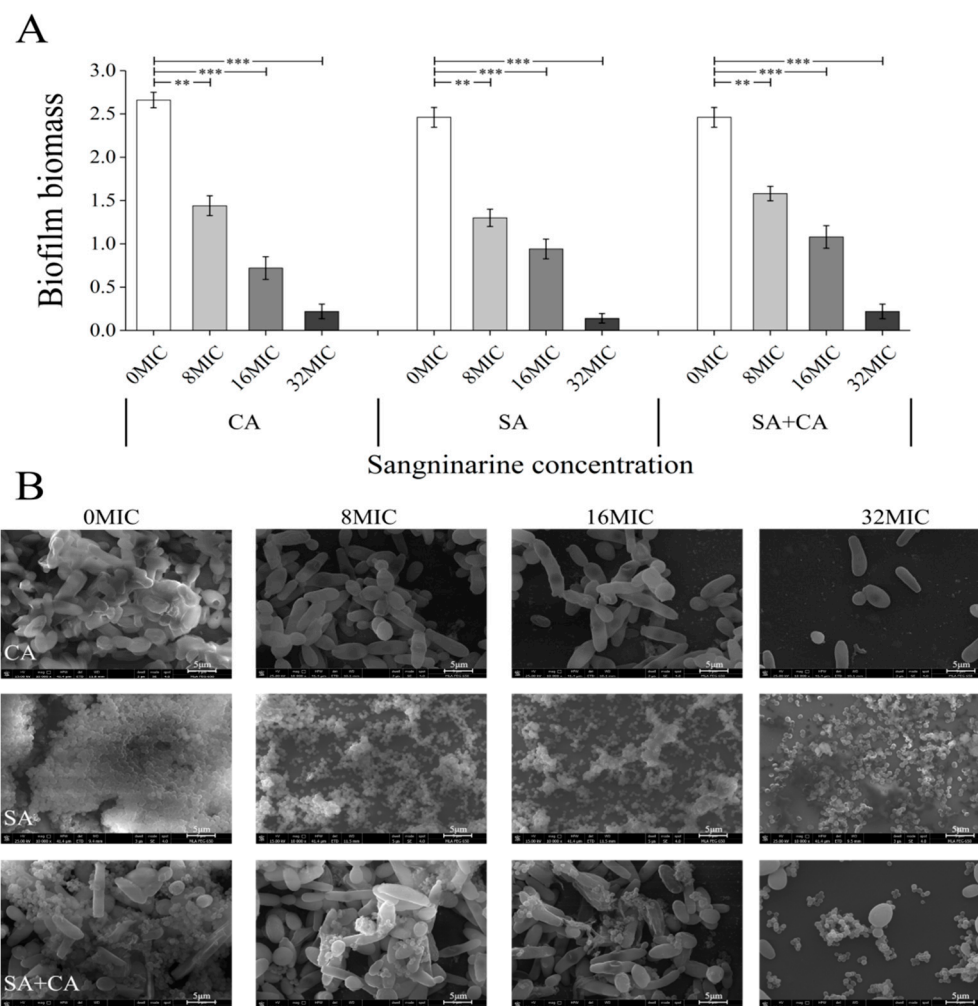 A
*** *** ***
*** *** ***
** ** **
3.0
2.5
2.0
1.5
1.0
0.5
0.0
Biofilm biomass
0MIC 8MIC 16MIC 32MIC 0MIC 8MIC 16MIC 32MIC 0MIC 8MIC 16MIC 32MIC
CA SA SA+CA
Sangninarine concentration
B
0MIC 8MIC 16MIC 32MIC
CA 5μm 5μm 5μm 5μm
SA 5μm 5μm 5μm 5μm
SA+CA 5μm 5μm 5μm 5μm